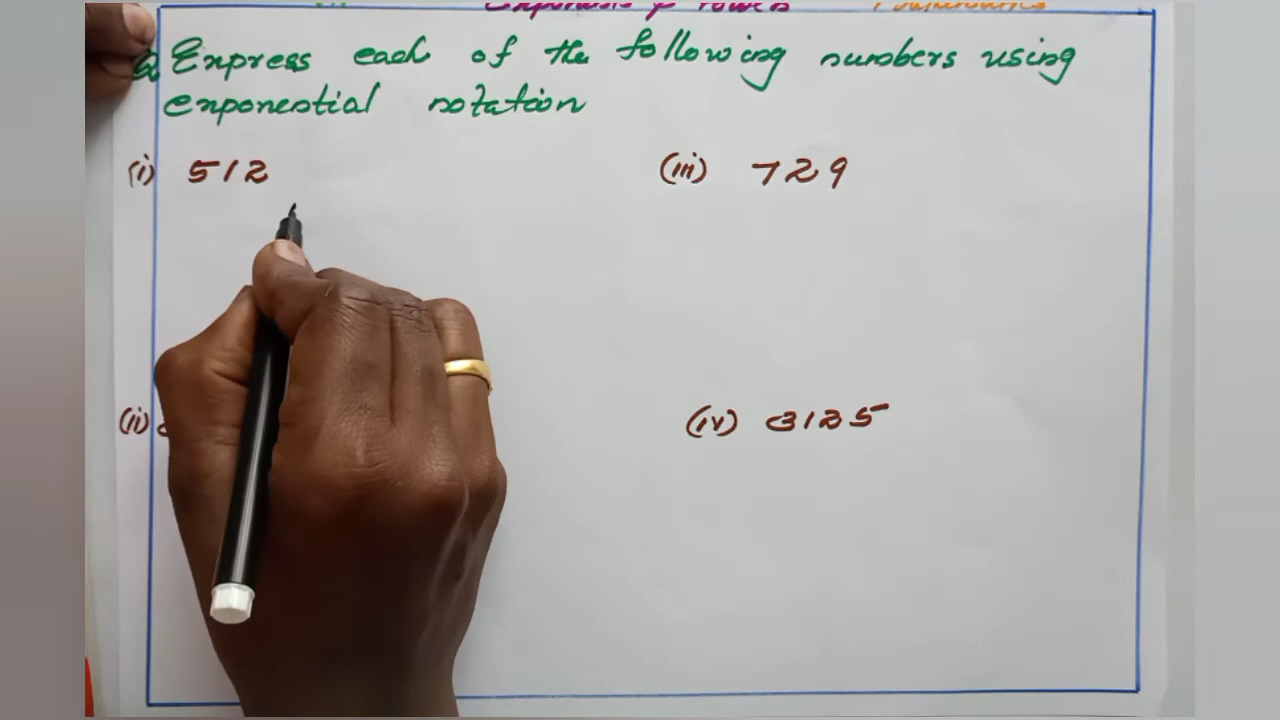 Q Express each of the following numbers using
exponential notation
(i) 512
(iii) 729
(ii)
(iv) 3125